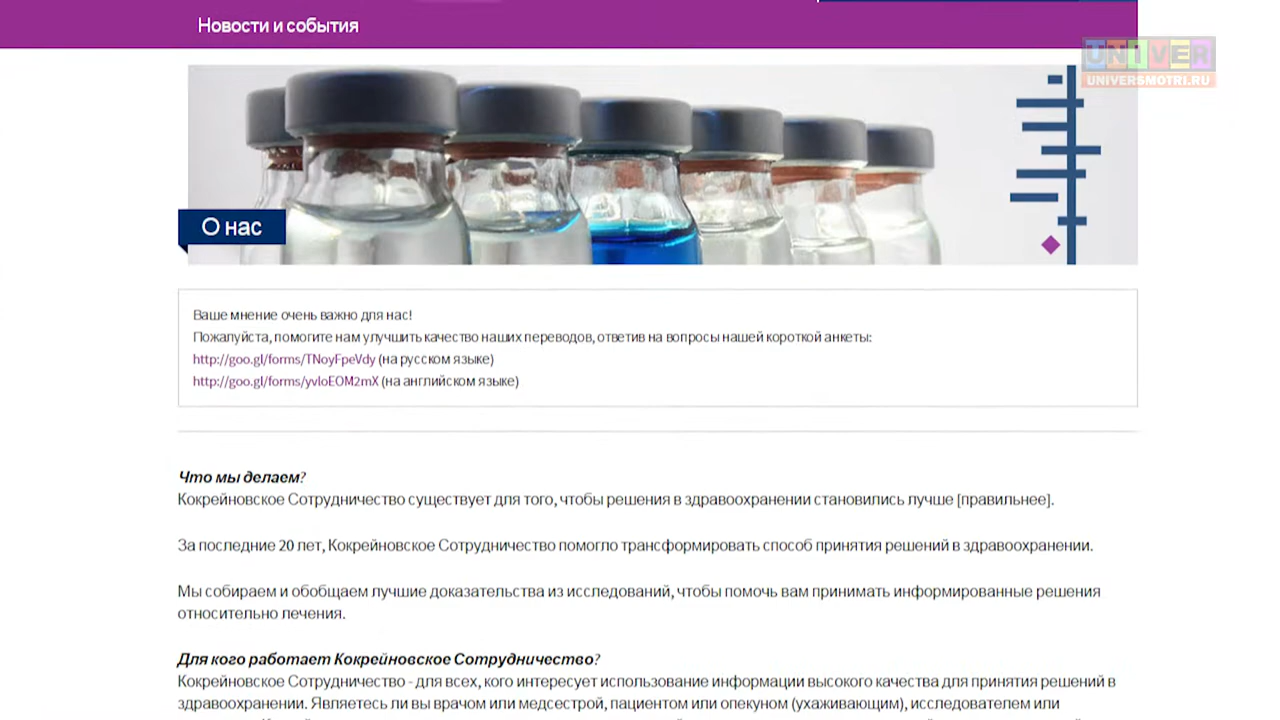 Новости и события
UNIVER
UNIVERSMOTRI.RU
О нас
Ваше мнение очень важно для нас!
Пожалуйста, помогите нам улучшить качество наших переводов, ответив на вопросы нашей короткой анкеты:
http://goo.gl/forms/TNoyFpeVdy (на русском языке)
http://goo.gl/forms/yvloEOM2mX (на английском языке)
Что мы делаем?
Кокрейновское Сотрудничество существует для того, чтобы решения в здравоохранении становились лучше [правильнее].
За последние 20 лет, Кокрейновское Сотрудничество помогло трансформировать способ принятия решений в здравоохранении.
Мы собираем и обобщаем лучшие доказательства из исследований, чтобы помочь вам принимать информированные решения
относительно лечения.
Для кого работает Кокрейновское Сотрудничество?
Кокрейновское Сотрудничество - для всех, кого интересует использование информации высокого качества для принятия решений в
здравоохранении. Являетесь ли вы врачом или медсестрой, пациентом или опекуном (ухаживающим), исследователем или